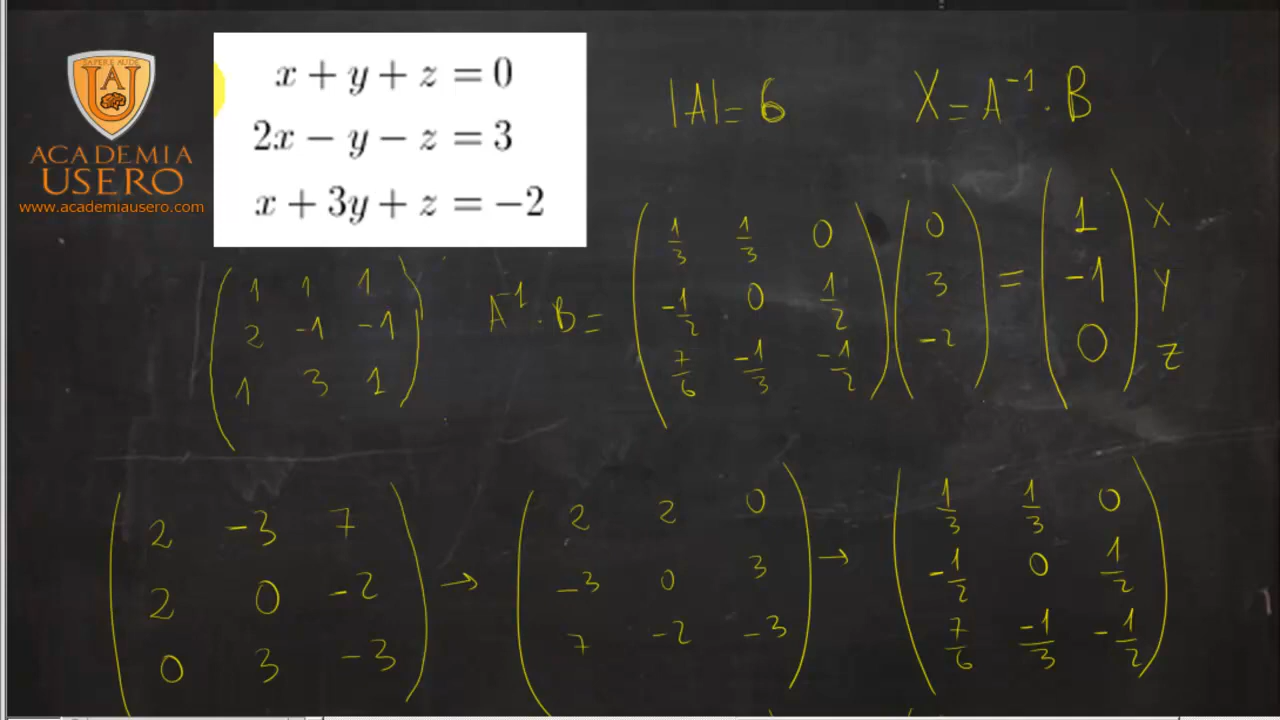 SAPERE AUDE
ACADEMIA
USERO
www.academiausero.com
x + y + z = 0
2x − y − z = 3
x + 3y + z = −2
|A| = 6
X = A⁻¹ · B
1 1 1
2 -1 -1
1 3 1
A⁻¹ · B =
1/3 1/3 0
-1/2 0 1/2
7/6 -1/3 -1/2
0
3
-2
=
1 x
-1 y
0 z
2 -3 7
2 0 -2
0 3 -3
→
2 2 0
-3 0 3
7 -2 -3
→
1/3 1/3 0
-1/2 0 1/2
7/6 -1/3 -1/2